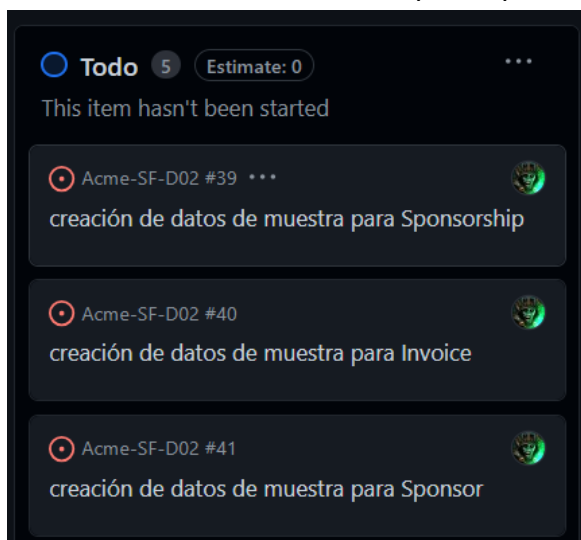 Todo 5 Estimate: 0
This item hasn't been started
Acme-SF-D02 #39
creación de datos de muestra para Sponsorship
Acme-SF-D02 #40
creación de datos de muestra para Invoice
Acme-SF-D02 #41
creación de datos de muestra para Sponsor